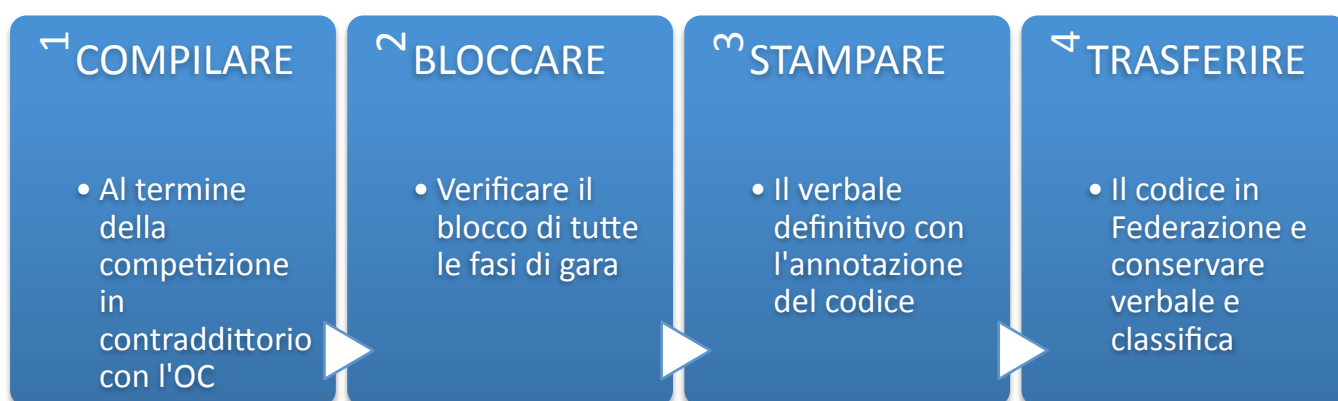 1 COMPILARE
• Al termine
della
competizione
in
contraddittorio
con l'OC
2 BLOCCARE
• Verificare il
blocco di tutte
le fasi di gara
3 STAMPARE
• Il verbale
definitivo con
l'annotazione
del codice
4 TRASFERIRE
• Il codice in
Federazione e
conservare
verbale e
classifica